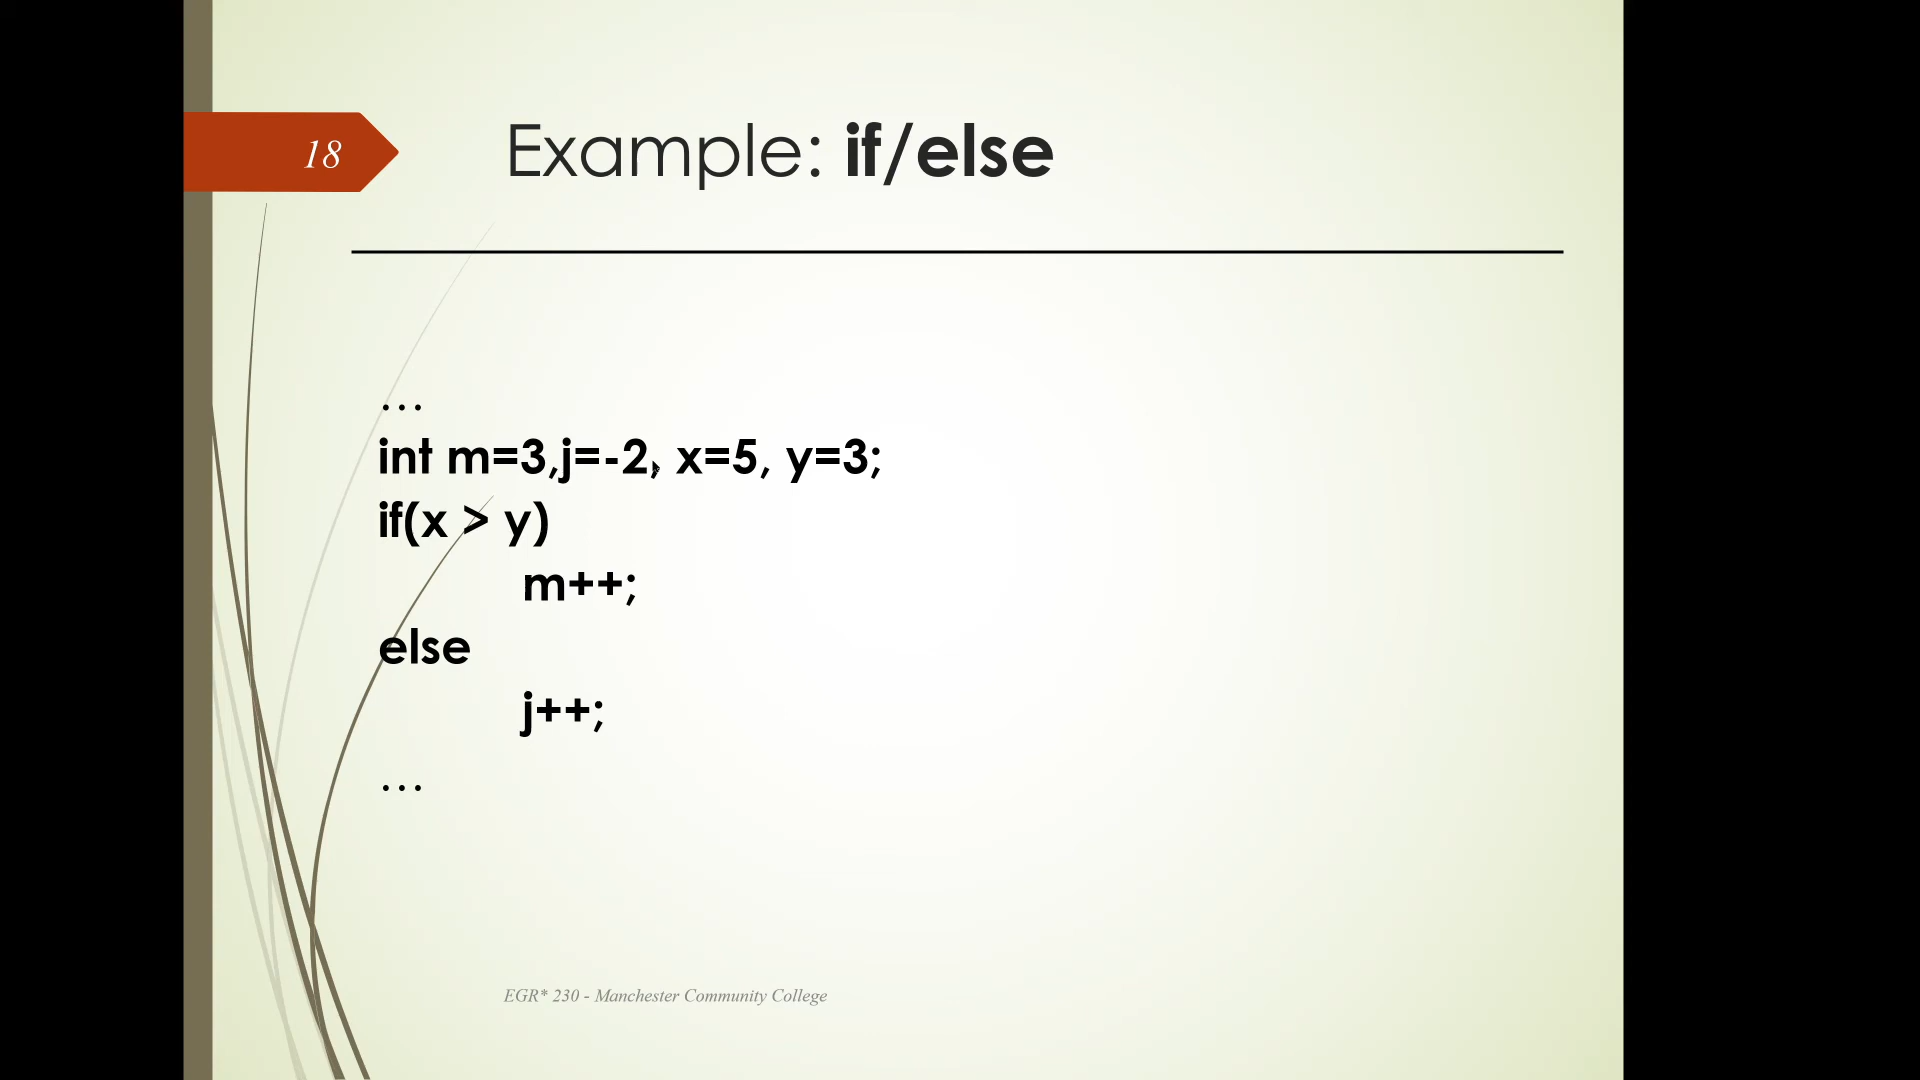 18
Example: if/else
…
int m=3,j=-2, x=5, y=3;
if(x > y)
m++;
else
j++;
…
EGR* 230 - Manchester Community College